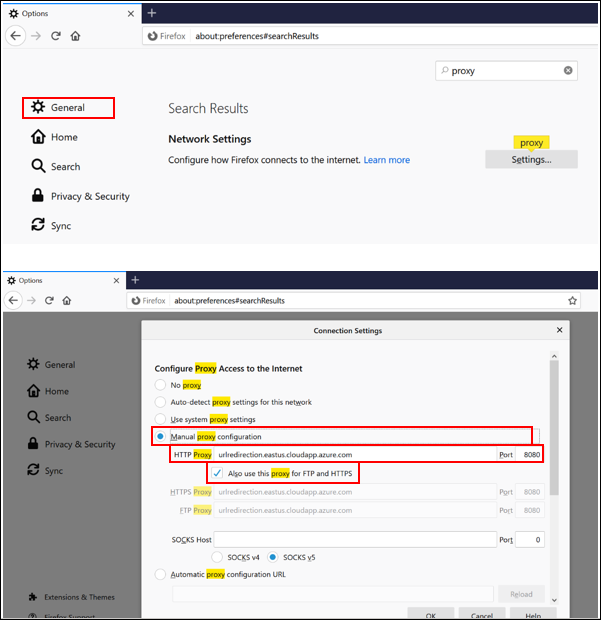 Options
Firefox about:preferences#searchResults
proxy
General
Search Results
Home
Network Settings
proxy
Configure how Firefox connects to the internet. Learn more
Settings...
Search
Privacy & Security
Sync
Options
Firefox about:preferences#searchResults
Connection Settings
General
Home
Search
Privacy & Security
Sync
Configure Proxy Access to the Internet
No proxy
Auto-detect proxy settings for this network
Use system proxy settings
Manual proxy configuration
HTTP Proxy urlredirection.eastus.cloudapp.azure.com Port 8080
Also use this proxy for FTP and HTTPS
HTTPS Proxy urlredirection.eastus.cloudapp.azure.com Port 8080
FTP Proxy urlredirection.eastus.cloudapp.azure.com Port 8080
SOCKS Host Port 0
SOCKS v4 SOCKS v5
Automatic proxy configuration URL
Reload
Extensions & Themes
Firefox Support
OK Cancel Help